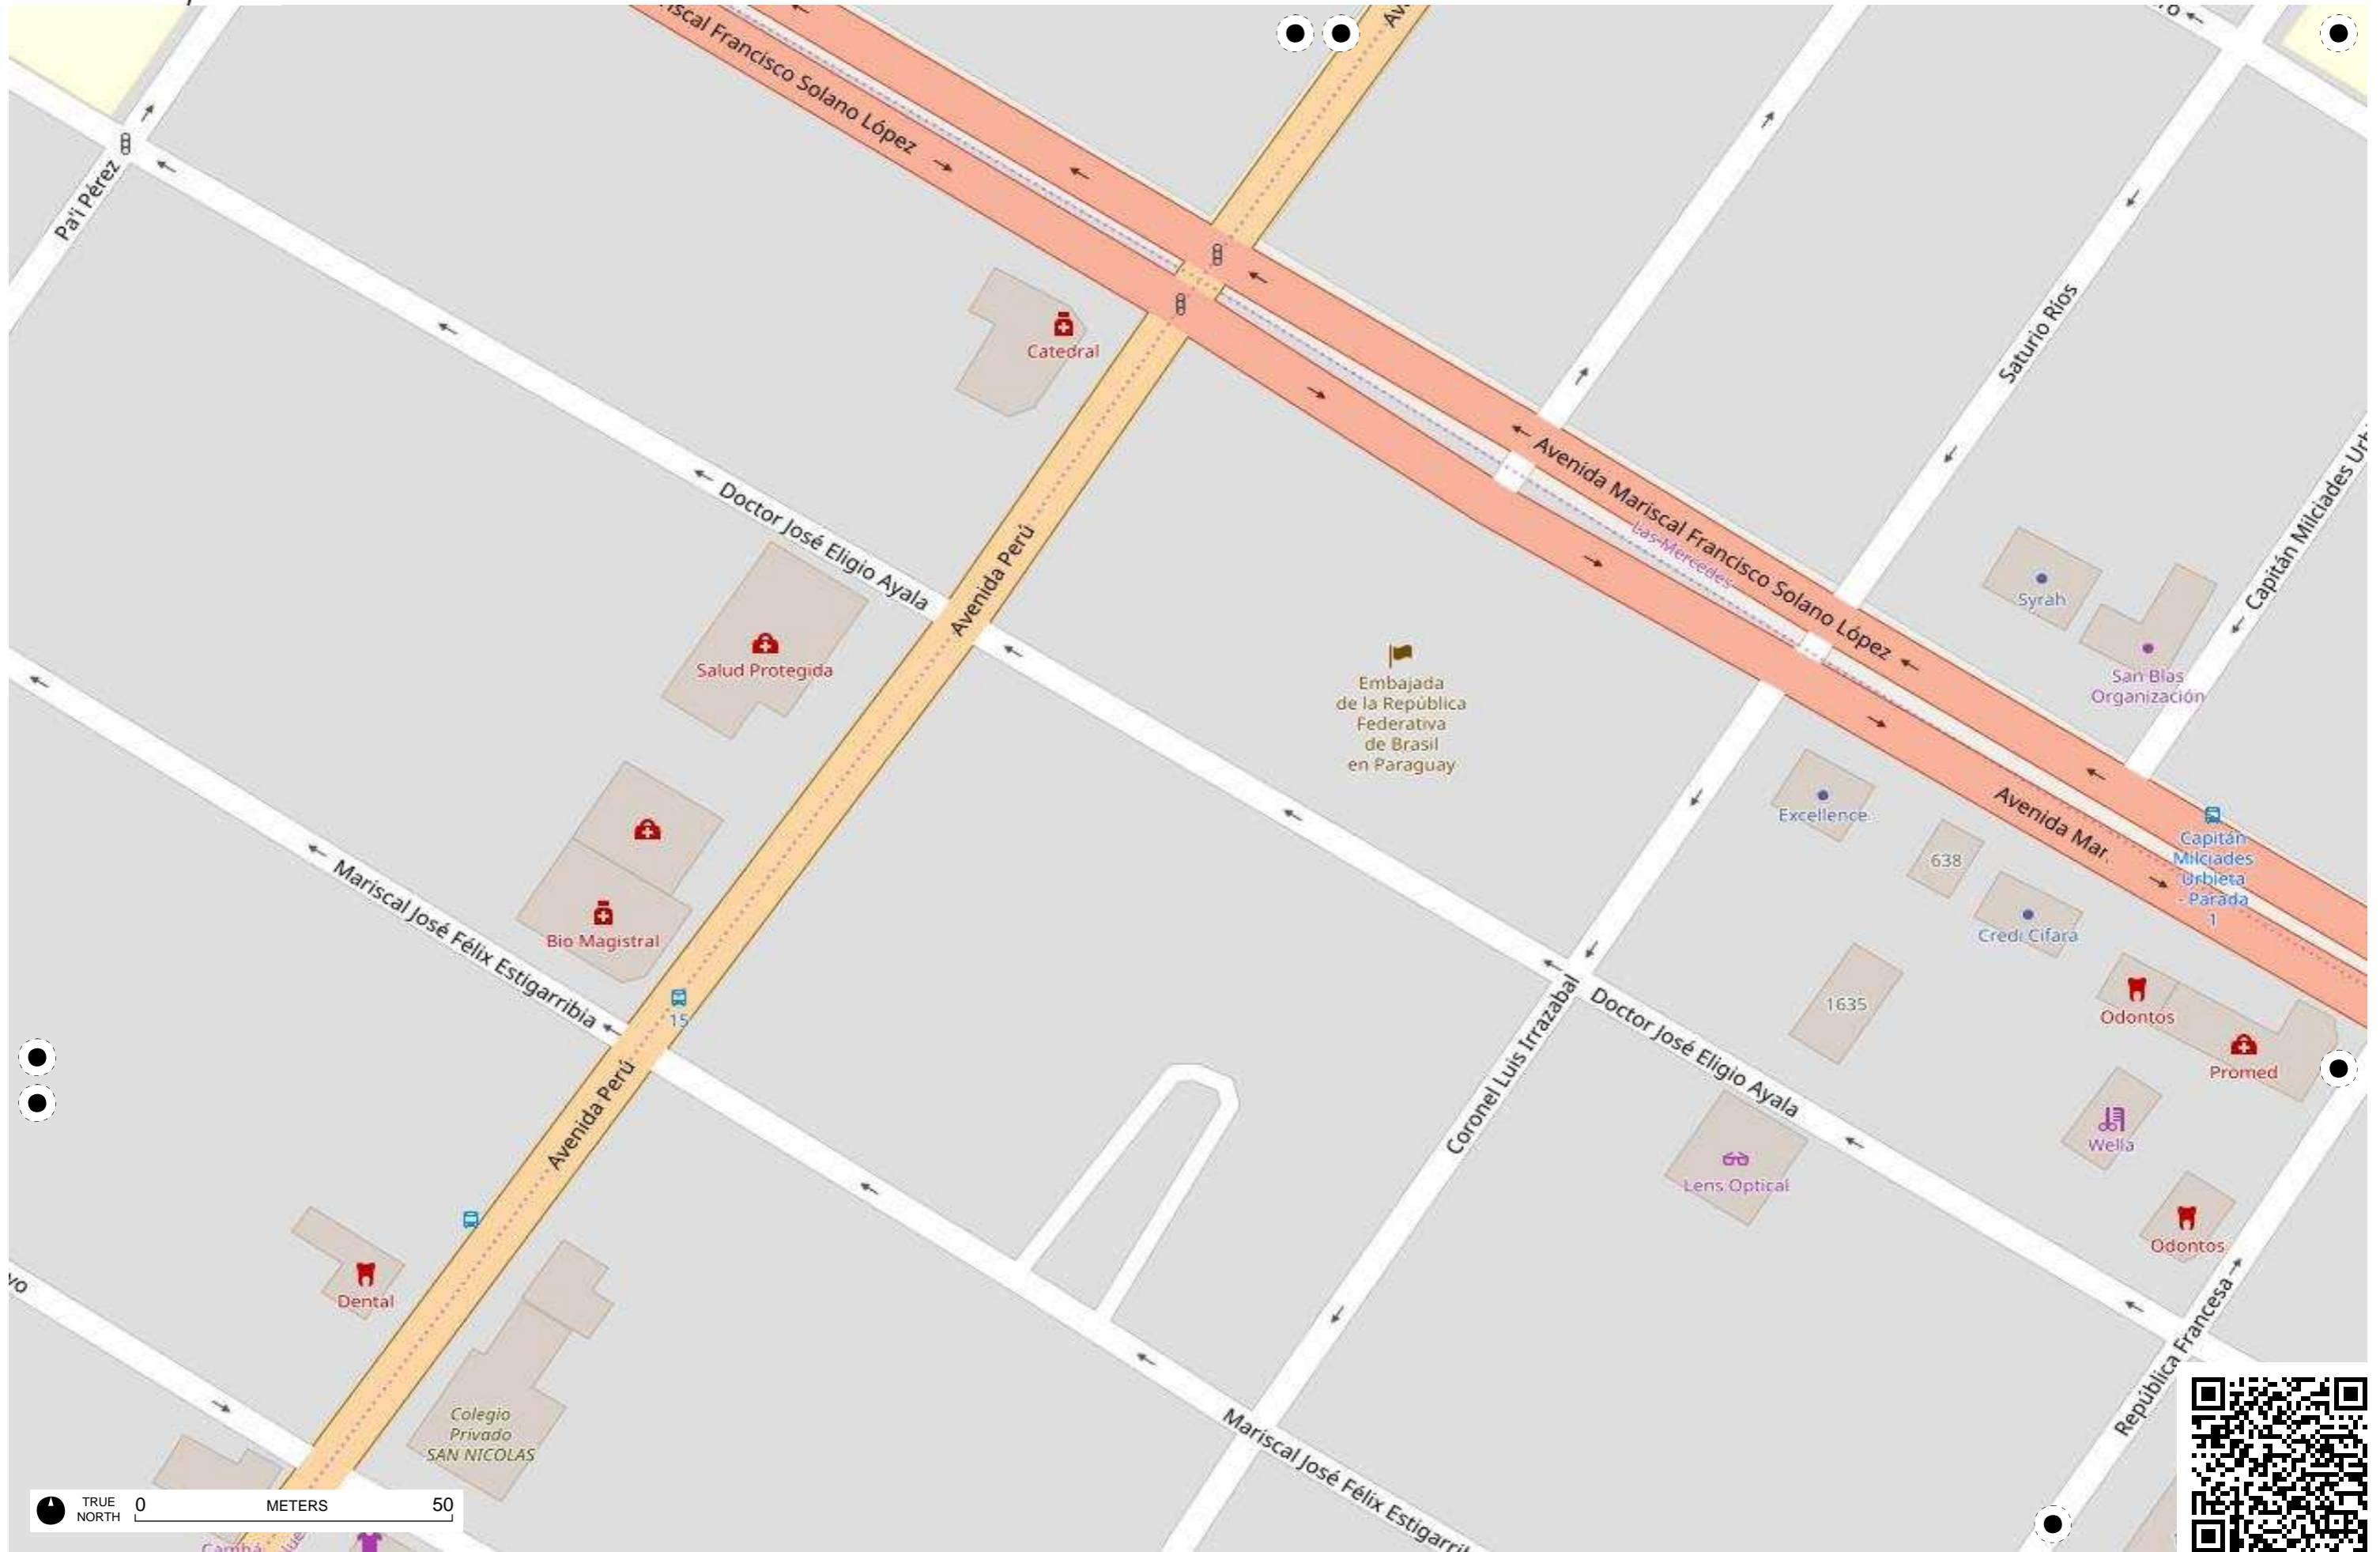 Mariscal Francisco Solano López
Pa'i Pérez
Saturio Ríos
Catedral
Avenida Mariscal Francisco Solano López
Las Mercedes
Capitán Milciades
Doctor José Eligio Ayala
Avenida Perú
Syrah
San Blas
Organización
Salud Protegida
Embajada
de la República
Federativa
de Brasil
en Paraguay
Excellence
Avenida Mar.
638
Capitán
Milciades
Urbieta
- Parada
1
Mariscal José Félix Estigarribia
Bio Magistral
Credi Cifara
15
1635
Odontos
Promed
Coronel Luis Irrazabal
Doctor José Eligio Ayala
Avenida Perú
Wella
Lens Optical
Odontos
Dental
República Francesa
Colegio
Privado
SAN NICOLAS
Mariscal José Félix Estigarri
TRUE
NORTH
0 METERS 50